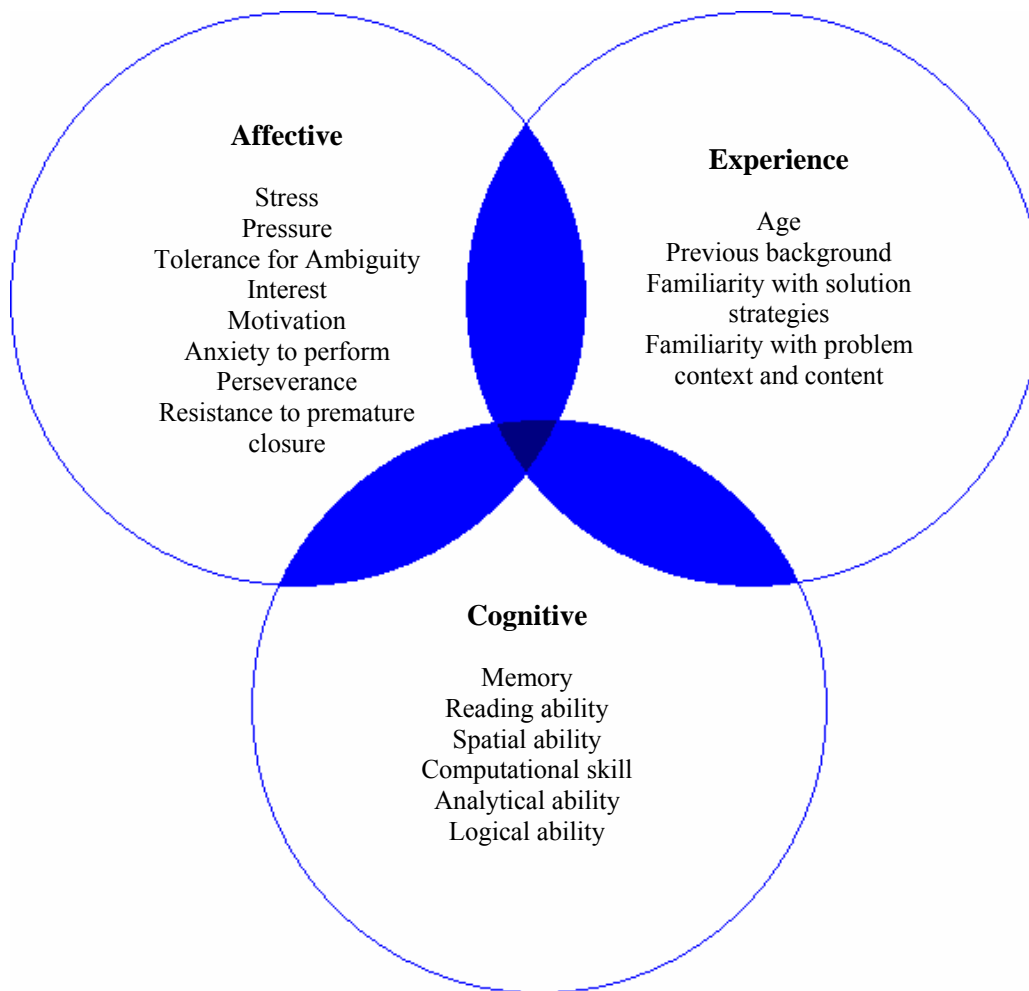 Affective
Stress
Pressure
Tolerance for Ambiguity
Interest
Motivation
Anxiety to perform
Perseverance
Resistance to premature
closure
Experience
Age
Previous background
Familiarity with solution
strategies
Familiarity with problem
context and content
Cognitive
Memory
Reading ability
Spatial ability
Computational skill
Analytical ability
Logical ability